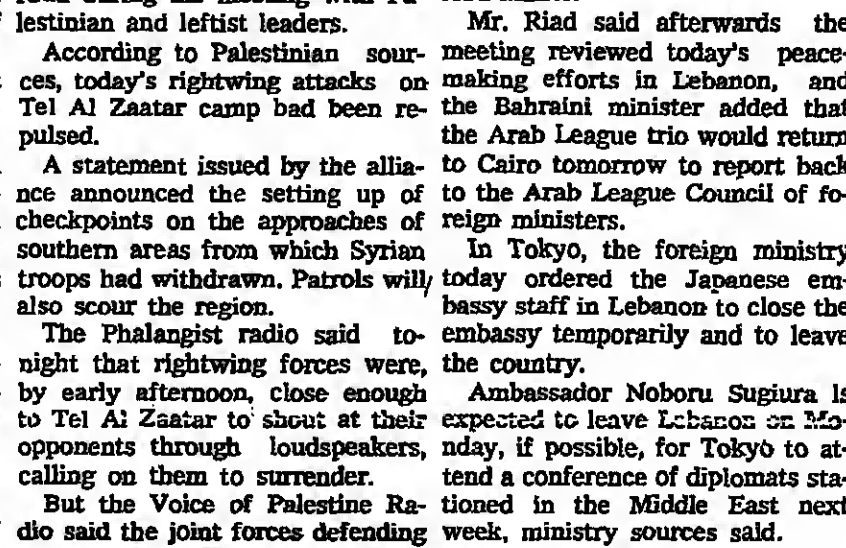 lestinian and leftist leaders.
According to Palestinian sour-
ces, today's rightwing attacks on
Tel Al Zaatar camp bad been re-
pulsed.
A statement issued by the allia-
nce announced the setting up of
checkpoints on the approaches of
southern areas from which Syrian
troops had withdrawn. Patrols will
also scour the region.
The Phalangist radio said to-
night that rightwing forces were,
by early afternoon, close enough
to Tel Al Zaatar to shout at their
opponents through loudspeakers,
calling on them to surrender.
But the Voice of Palestine Ra-
dio said the joint forces defending
Mr. Riad said afterwards the
meeting reviewed today's peace-
making efforts in Lebanon, and
the Bahraini minister added that
the Arab League trio would return
to Cairo tomorrow to report back
to the Arab League Council of fo-
reign ministers.
In Tokyo, the foreign ministry
today ordered the Japanese em-
bassy staff in Lebanon to close the
embassy temporarily and to leave
the country.
Ambassador Noboru Sugiura is
expected to leave Lebanon on Mo-
nday, if possible, for Tokyo to at-
tend a conference of diplomats sta-
tioned in the Middle East next
week, ministry sources said.